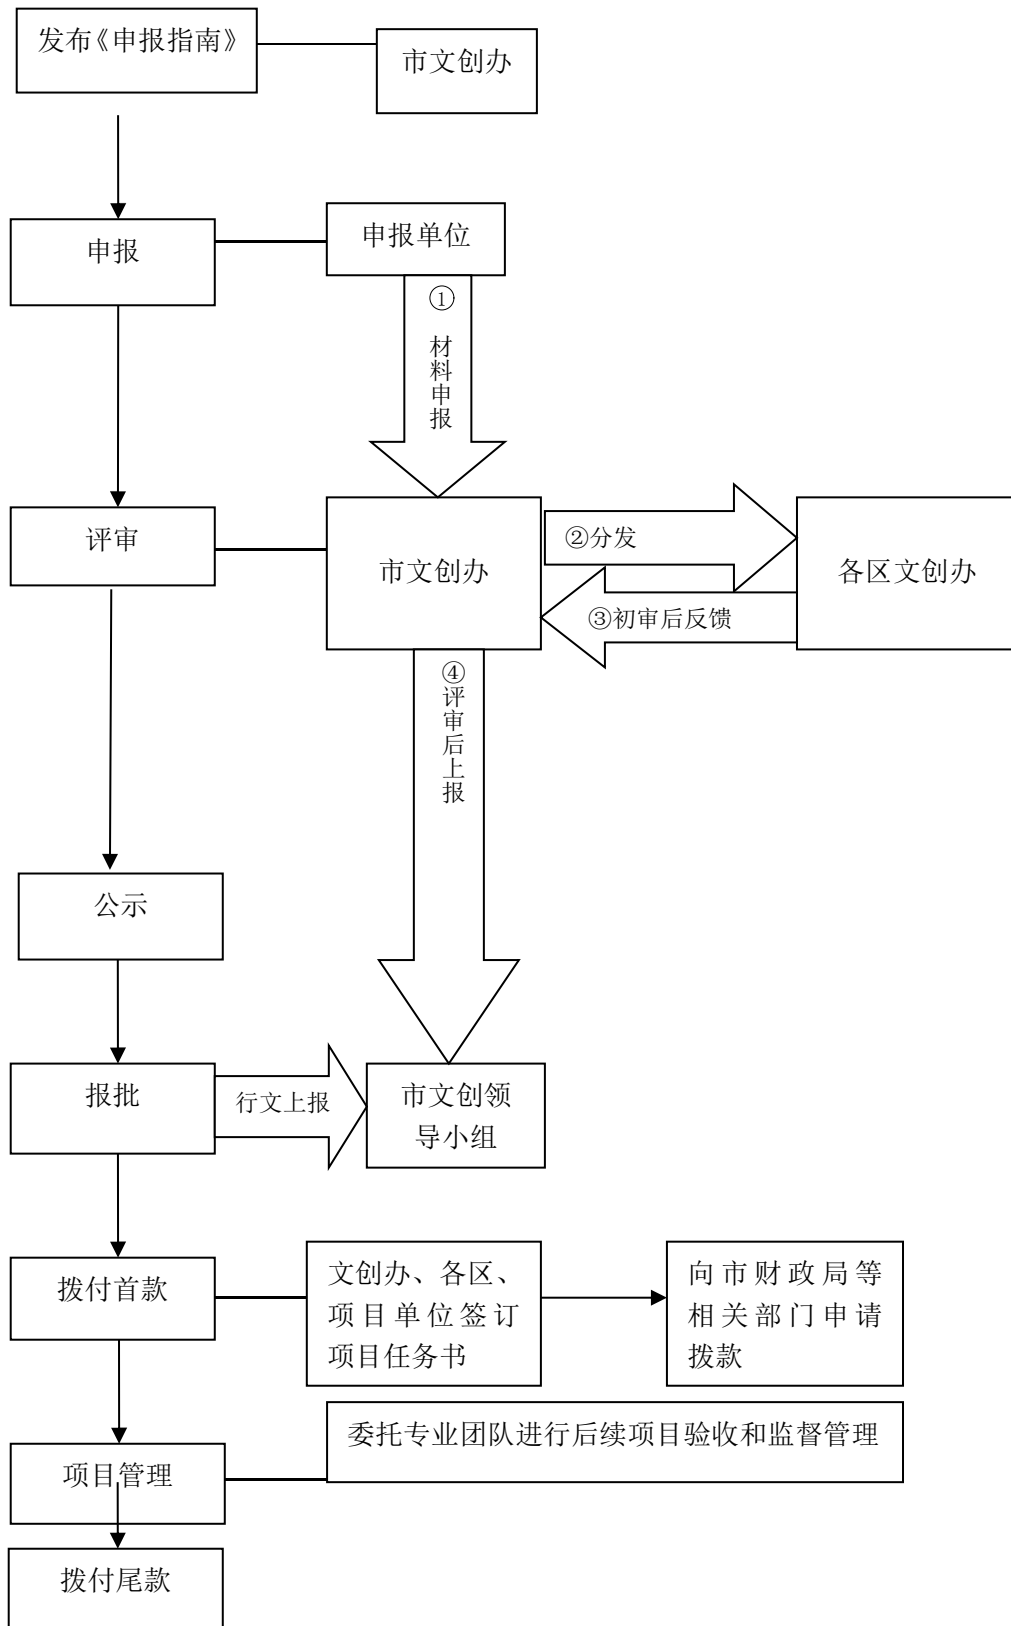 发布《申报指南》
市文创办
申报
申报单位
①
材料申报
评审
市文创办
②分发
③初审后反馈
各区文创办
④评审后上报
公示
报批
行文上报
市文创领
导小组
拨付首款
文创办、各区、
项目单位签订
项目任务书
向市财政局等
相关部门申请
拨款
委托专业团队进行后续项目验收和监督管理
项目管理
拨付尾款